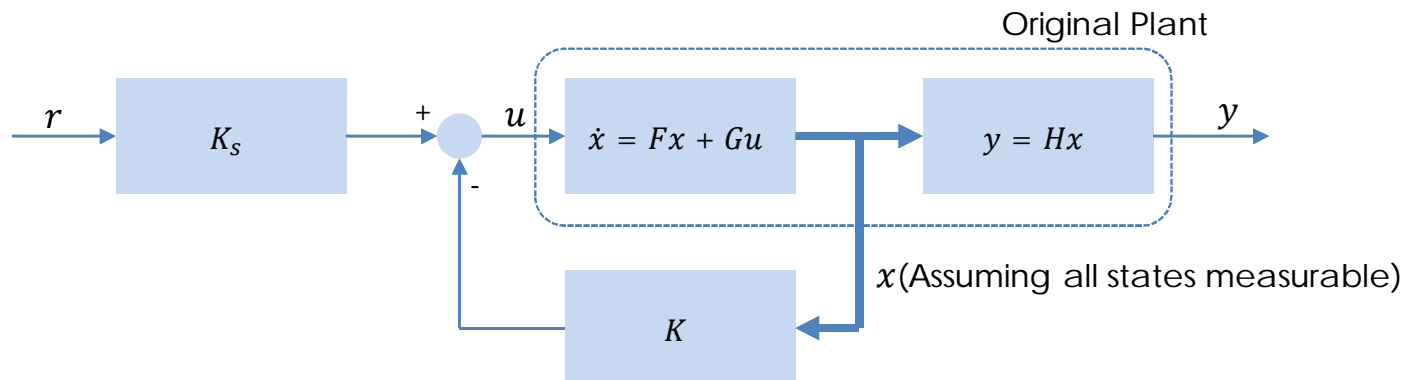 Original Plant
r
K_s
+
u
ẋ = Fx + Gu
y = Hx
y
-
x(Assuming all states measurable)
K